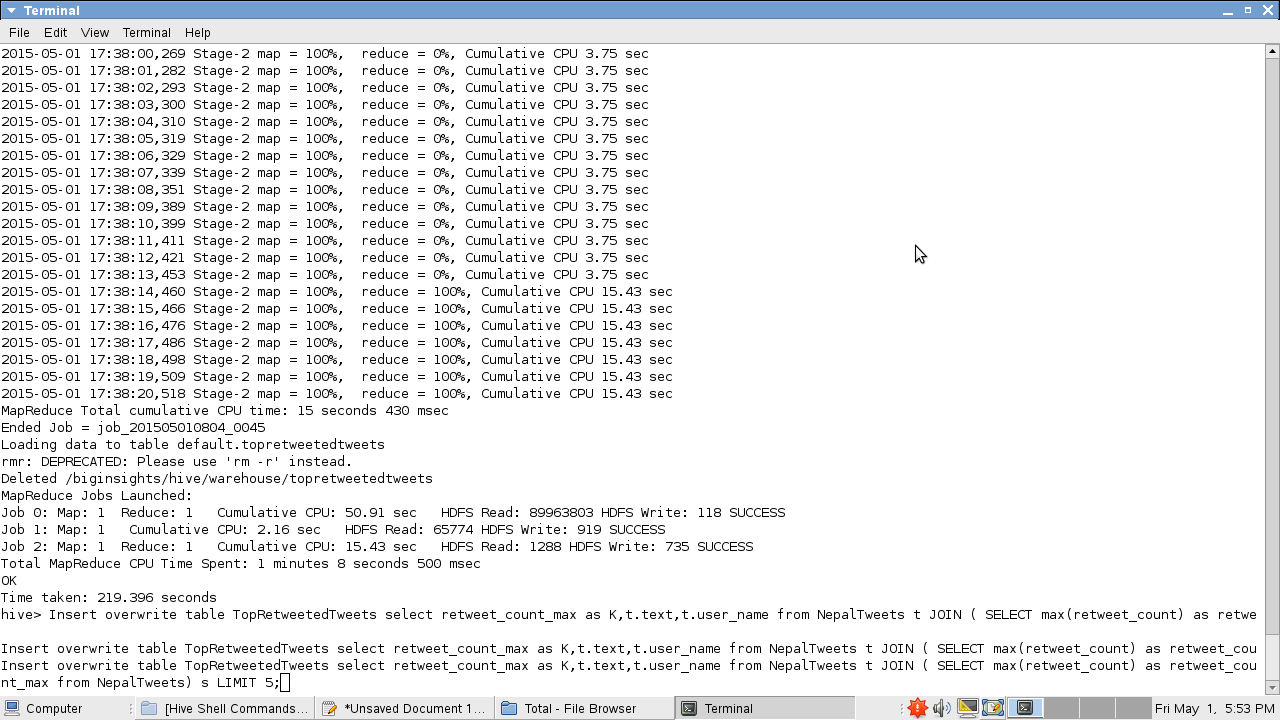 Terminal
File Edit View Terminal Help
2015-05-01 17:38:00,269 Stage-2 map = 100%,  reduce = 0%, Cumulative CPU 3.75 sec
2015-05-01 17:38:01,282 Stage-2 map = 100%,  reduce = 0%, Cumulative CPU 3.75 sec
2015-05-01 17:38:02,293 Stage-2 map = 100%,  reduce = 0%, Cumulative CPU 3.75 sec
2015-05-01 17:38:03,300 Stage-2 map = 100%,  reduce = 0%, Cumulative CPU 3.75 sec
2015-05-01 17:38:04,310 Stage-2 map = 100%,  reduce = 0%, Cumulative CPU 3.75 sec
2015-05-01 17:38:05,319 Stage-2 map = 100%,  reduce = 0%, Cumulative CPU 3.75 sec
2015-05-01 17:38:06,329 Stage-2 map = 100%,  reduce = 0%, Cumulative CPU 3.75 sec
2015-05-01 17:38:07,339 Stage-2 map = 100%,  reduce = 0%, Cumulative CPU 3.75 sec
2015-05-01 17:38:08,351 Stage-2 map = 100%,  reduce = 0%, Cumulative CPU 3.75 sec
2015-05-01 17:38:09,389 Stage-2 map = 100%,  reduce = 0%, Cumulative CPU 3.75 sec
2015-05-01 17:38:10,399 Stage-2 map = 100%,  reduce = 0%, Cumulative CPU 3.75 sec
2015-05-01 17:38:11,411 Stage-2 map = 100%,  reduce = 0%, Cumulative CPU 3.75 sec
2015-05-01 17:38:12,421 Stage-2 map = 100%,  reduce = 0%, Cumulative CPU 3.75 sec
2015-05-01 17:38:13,453 Stage-2 map = 100%,  reduce = 0%, Cumulative CPU 3.75 sec
2015-05-01 17:38:14,460 Stage-2 map = 100%,  reduce = 100%, Cumulative CPU 15.43 sec
2015-05-01 17:38:15,466 Stage-2 map = 100%,  reduce = 100%, Cumulative CPU 15.43 sec
2015-05-01 17:38:16,476 Stage-2 map = 100%,  reduce = 100%, Cumulative CPU 15.43 sec
2015-05-01 17:38:17,486 Stage-2 map = 100%,  reduce = 100%, Cumulative CPU 15.43 sec
2015-05-01 17:38:18,498 Stage-2 map = 100%,  reduce = 100%, Cumulative CPU 15.43 sec
2015-05-01 17:38:19,509 Stage-2 map = 100%,  reduce = 100%, Cumulative CPU 15.43 sec
2015-05-01 17:38:20,518 Stage-2 map = 100%,  reduce = 100%, Cumulative CPU 15.43 sec
MapReduce Total cumulative CPU time: 15 seconds 430 msec
Ended Job = job_201505010804_0045
Loading data to table default.topretweetedtweets
rmr: DEPRECATED: Please use 'rm -r' instead.
Deleted /biginsights/hive/warehouse/topretweetedtweets
MapReduce Jobs Launched:
Job 0: Map: 1  Reduce: 1   Cumulative CPU: 50.91 sec   HDFS Read: 89963803 HDFS Write: 118 SUCCESS
Job 1: Map: 1   Cumulative CPU: 2.16 sec   HDFS Read: 65774 HDFS Write: 919 SUCCESS
Job 2: Map: 1  Reduce: 1   Cumulative CPU: 15.43 sec   HDFS Read: 1288 HDFS Write: 735 SUCCESS
Total MapReduce CPU Time Spent: 1 minutes 8 seconds 500 msec
OK
Time taken: 219.396 seconds
hive> Insert overwrite table TopRetweetedTweets select retweet_count_max as K,t.text,t.user_name from NepalTweets t JOIN ( SELECT max(retweet_count) as retwe
Insert overwrite table TopRetweetedTweets select retweet_count_max as K,t.text,t.user_name from NepalTweets t JOIN ( SELECT max(retweet_count) as retweet_cou
Insert overwrite table TopRetweetedTweets select retweet_count_max as K,t.text,t.user_name from NepalTweets t JOIN ( SELECT max(retweet_count) as retweet_cou
nt_max from NepalTweets) s LIMIT 5;
Computer [Hive Shell Commands... *Unsaved Document 1... Total - File Browser Terminal Fri May  1,  5:53 PM